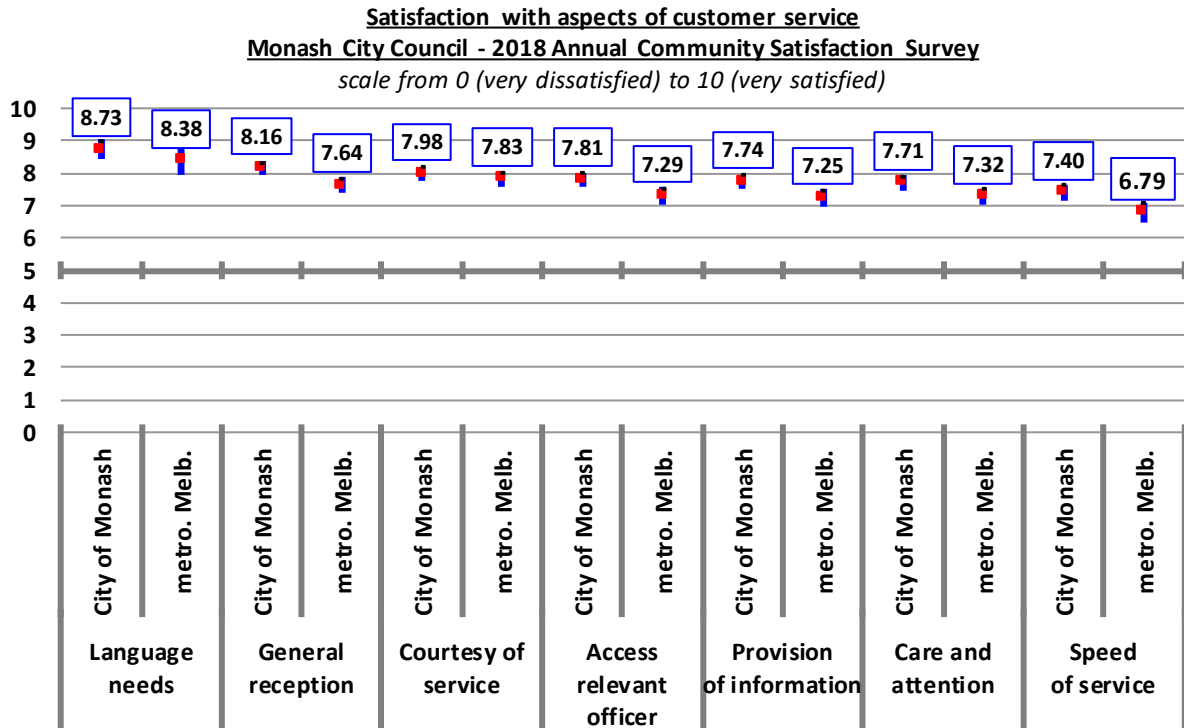 Satisfaction with aspects of customer service
Monash City Council - 2018 Annual Community Satisfaction Survey
scale from 0 (very dissatisfied) to 10 (very satisfied)
10
9
8
7
6
5
4
3
2
1
0
8.73
8.38
8.16
7.64
7.98
7.83
7.81
7.29
7.74
7.25
7.71
7.32
7.40
6.79
City of Monash
metro. Melb.
City of Monash
metro. Melb.
City of Monash
metro. Melb.
City of Monash
metro. Melb.
City of Monash
metro. Melb.
City of Monash
metro. Melb.
City of Monash
metro. Melb.
Language
needs
General
reception
Courtesy of
service
Access
relevant
officer
Provision
of information
Care and
attention
Speed
of service